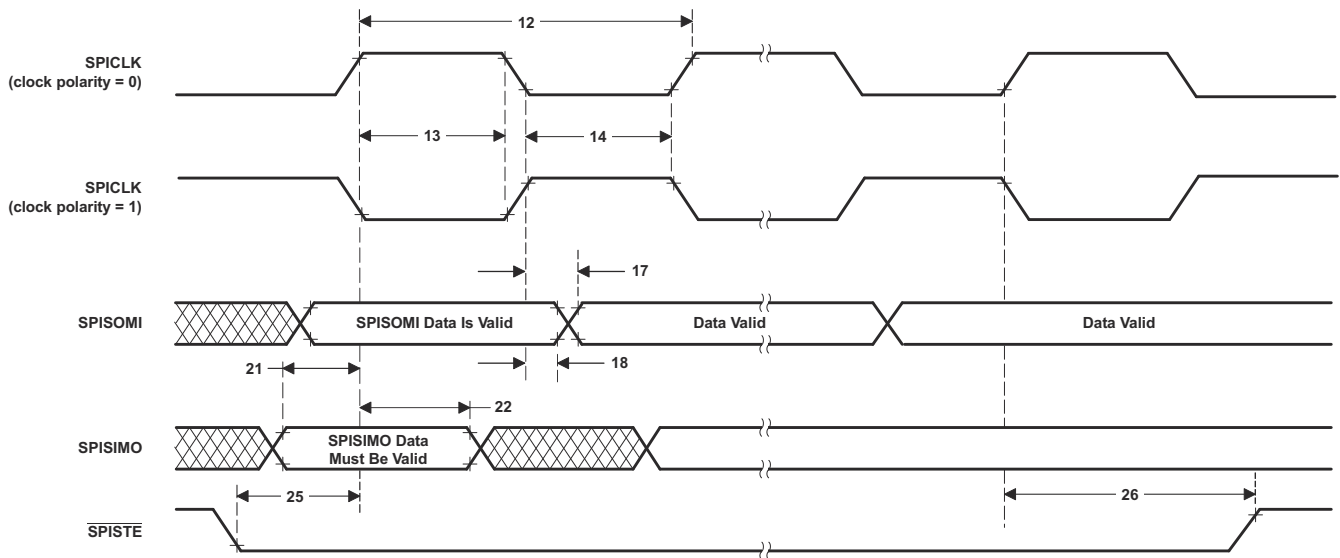 12
SPICLK
(clock polarity = 0)
13
14
SPICLK
(clock polarity = 1)
17
SPISOMI
SPISOMI Data Is Valid
Data Valid
Data Valid
21
18
22
SPISIMO
SPISIMO Data
Must Be Valid
25
26
SPISTE